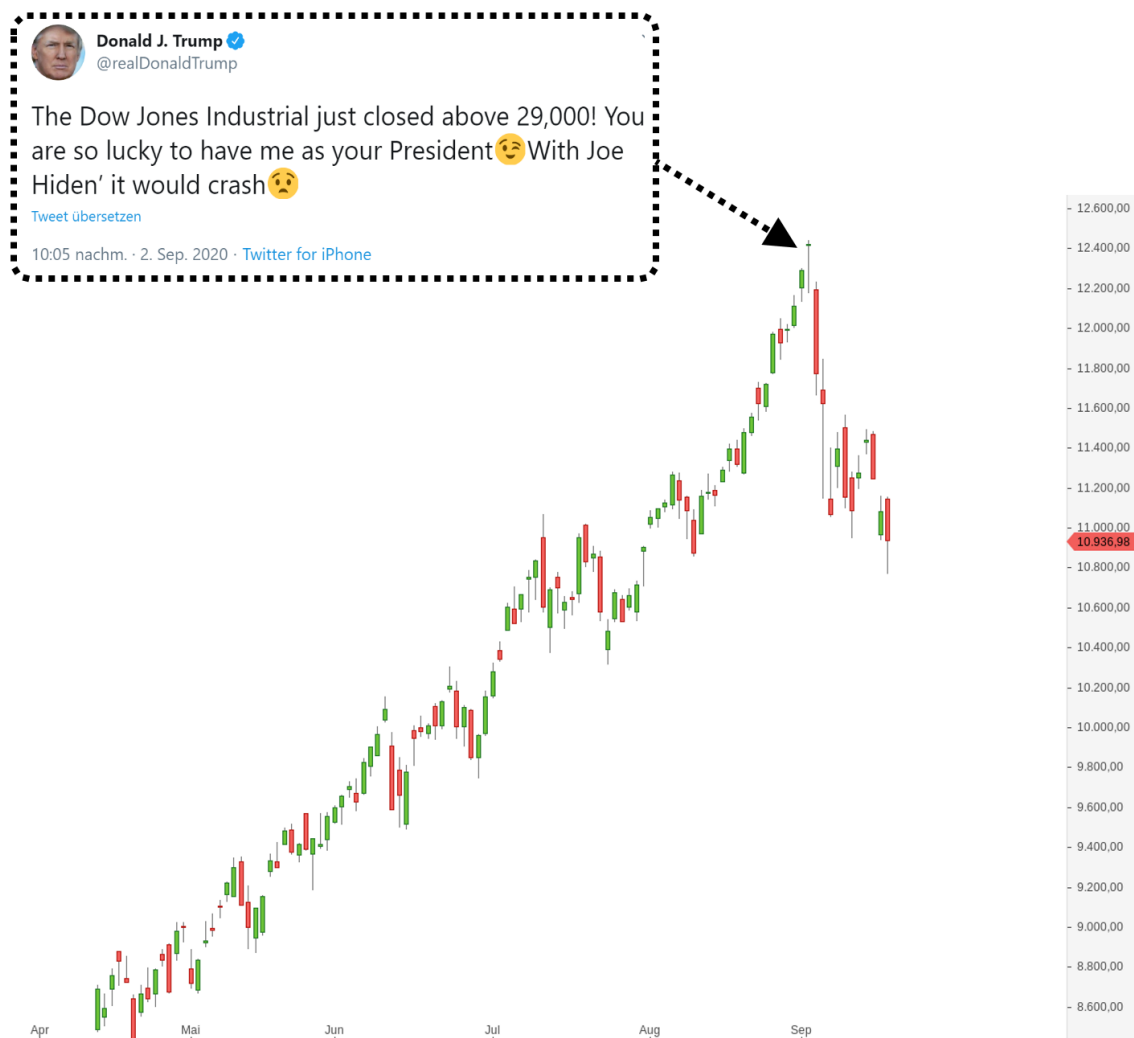 Donald J. Trump
@realDonaldTrump
The Dow Jones Industrial just closed above 29,000! You
are so lucky to have me as your President😉With Joe
Hiden’ it would crash😟
Tweet übersetzen
10:05 nachm. · 2. Sep. 2020 · Twitter for iPhone
12.600,00
12.400,00
12.200,00
12.000,00
11.800,00
11.600,00
11.400,00
11.200,00
11.000,00
10.936,98
10.800,00
10.600,00
10.400,00
10.200,00
10.000,00
9.800,00
9.600,00
9.400,00
9.200,00
9.000,00
8.800,00
8.600,00
Apr Mai Jun Jul Aug Sep